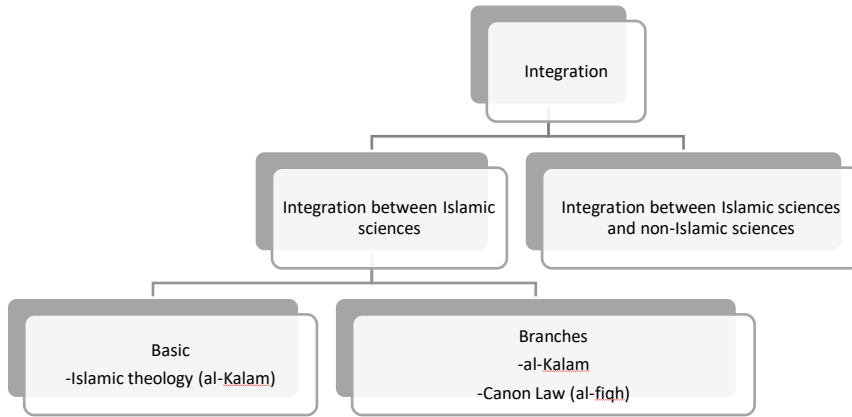 Integration
Integration between Islamic
sciences
Integration between Islamic sciences
and non-Islamic sciences
Basic
-Islamic theology (al-Kalam)
Branches
-al-Kalam
-Canon Law (al-fiqh)